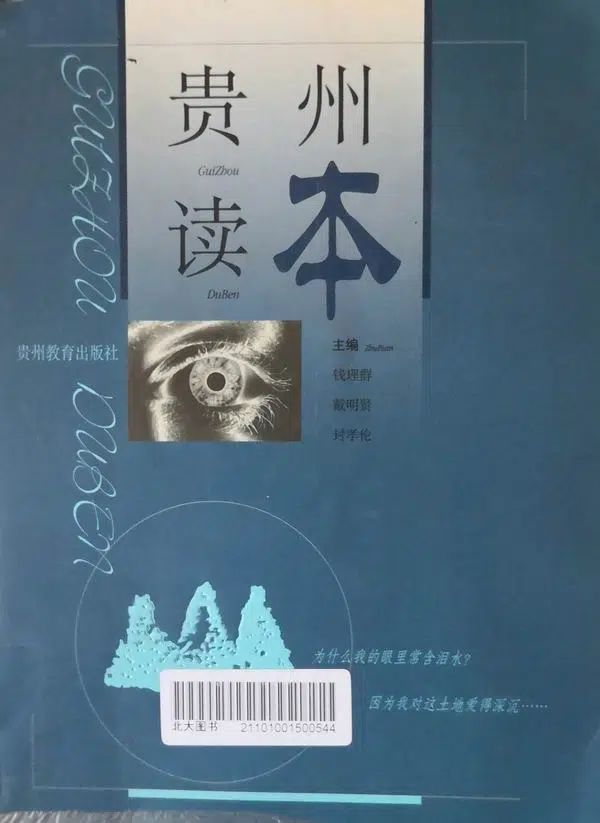 贵州
GuiZhou
读本
DuBen
GUIZHOU DUBEN
贵州教育出版社
主编 ZhuBian
钱理群
戴明贤
封孝伦
为什么我的眼里常含泪水?
因为我对这土地爱得深沉……
北大图书 21101001500544